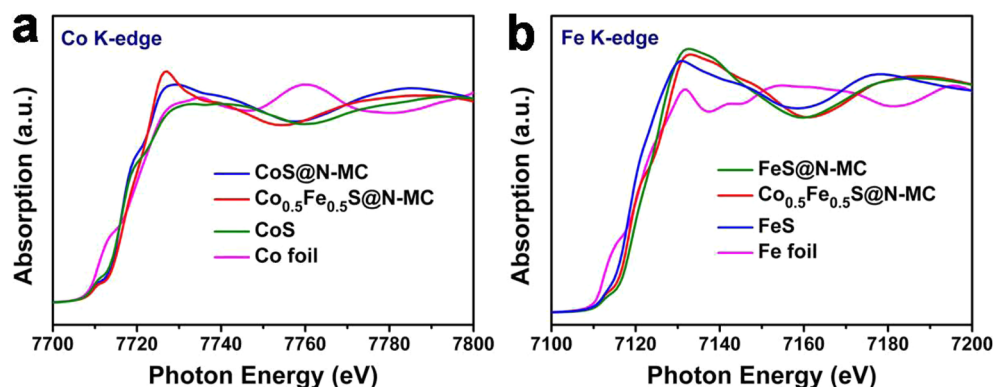 a
Co K-edge
Absorption (a.u.)
CoS@N-MC
Co0.5Fe0.5S@N-MC
CoS
Co foil
7700 7720 7740 7760 7780 7800
Photon Energy (eV)
b
Fe K-edge
Absorption (a.u.)
FeS@N-MC
Co0.5Fe0.5S@N-MC
FeS
Fe foil
7100 7120 7140 7160 7180 7200
Photon Energy (eV)